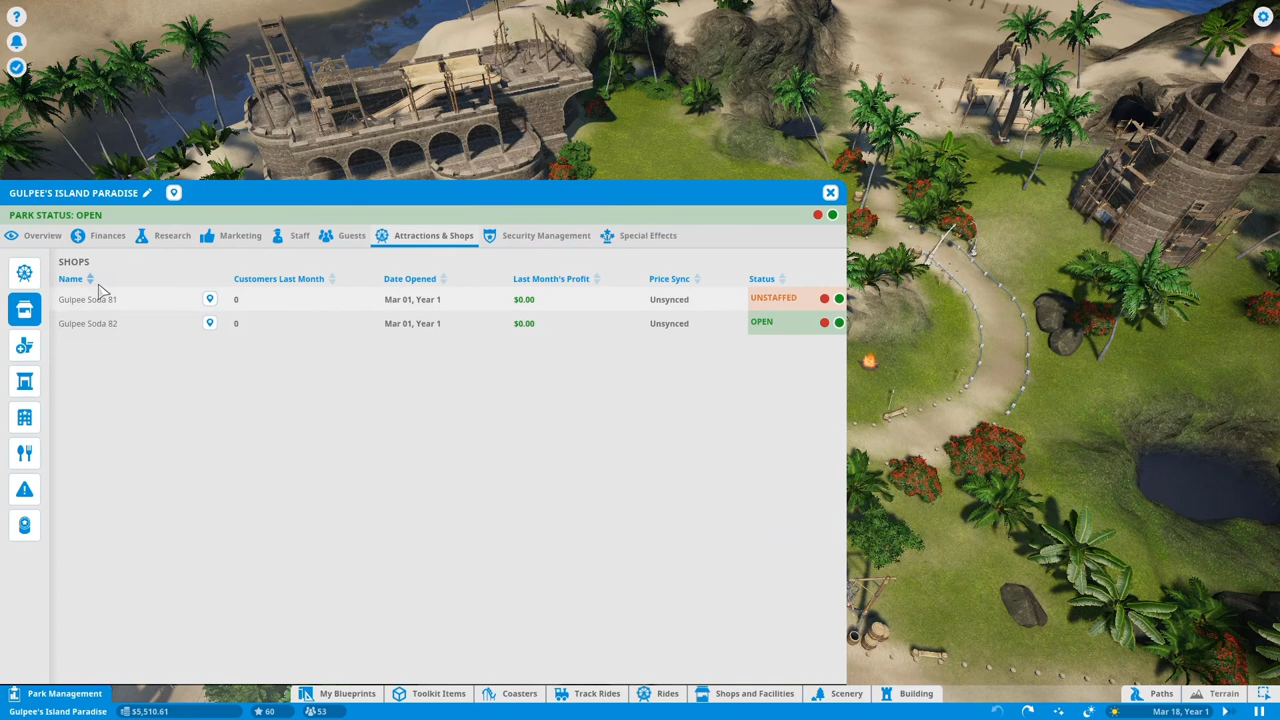 GULPEE'S ISLAND PARADISE
PARK STATUS: OPEN
Overview Finances Research Marketing Staff Guests Attractions & Shops Security Management Special Effects
SHOPS
Name Customers Last Month Date Opened Last Month's Profit Price Sync Status
Gulpee Soda 81 0 Mar 01, Year 1 $0.00 Unsynced UNSTAFFED
Gulpee Soda 82 0 Mar 01, Year 1 $0.00 Unsynced OPEN
Park Management My Blueprints Toolkit Items Coasters Track Rides Rides Shops and Facilities Scenery Building Paths Terrain
Gulpee's Island Paradise $5,510.61 60 53 Mar 18, Year 1